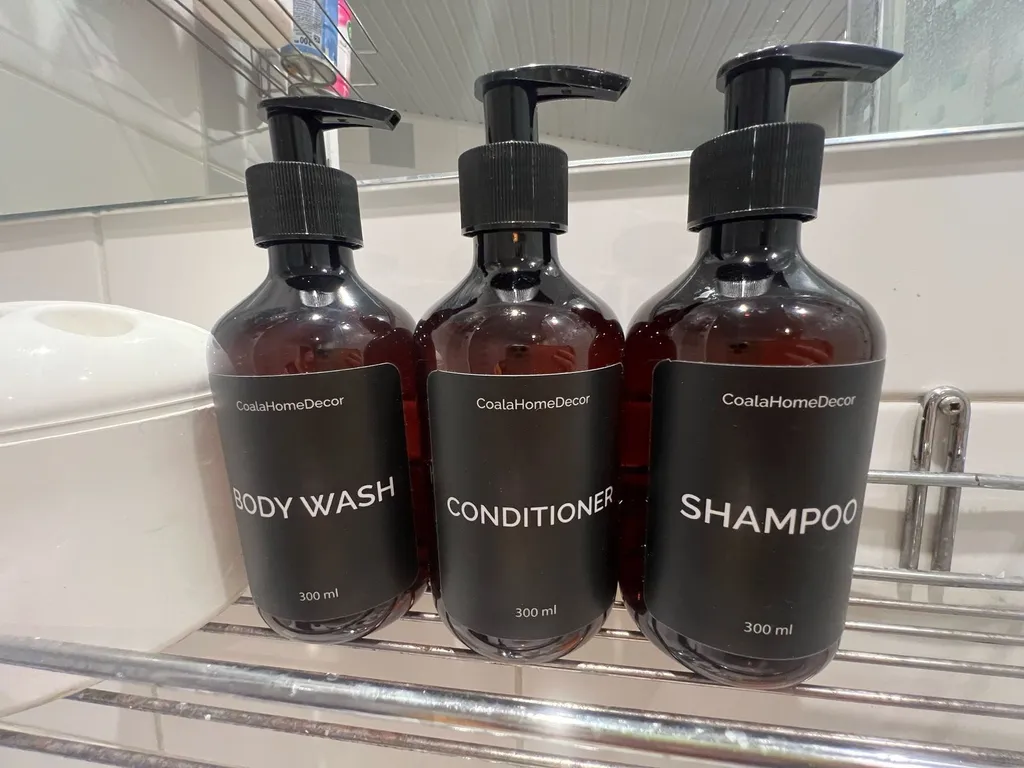 CoalaHomeDecor
BODY WASH
300 ml
CoalaHomeDecor
CONDITIONER
300 ml
CoalaHomeDecor
SHAMPOO
300 ml